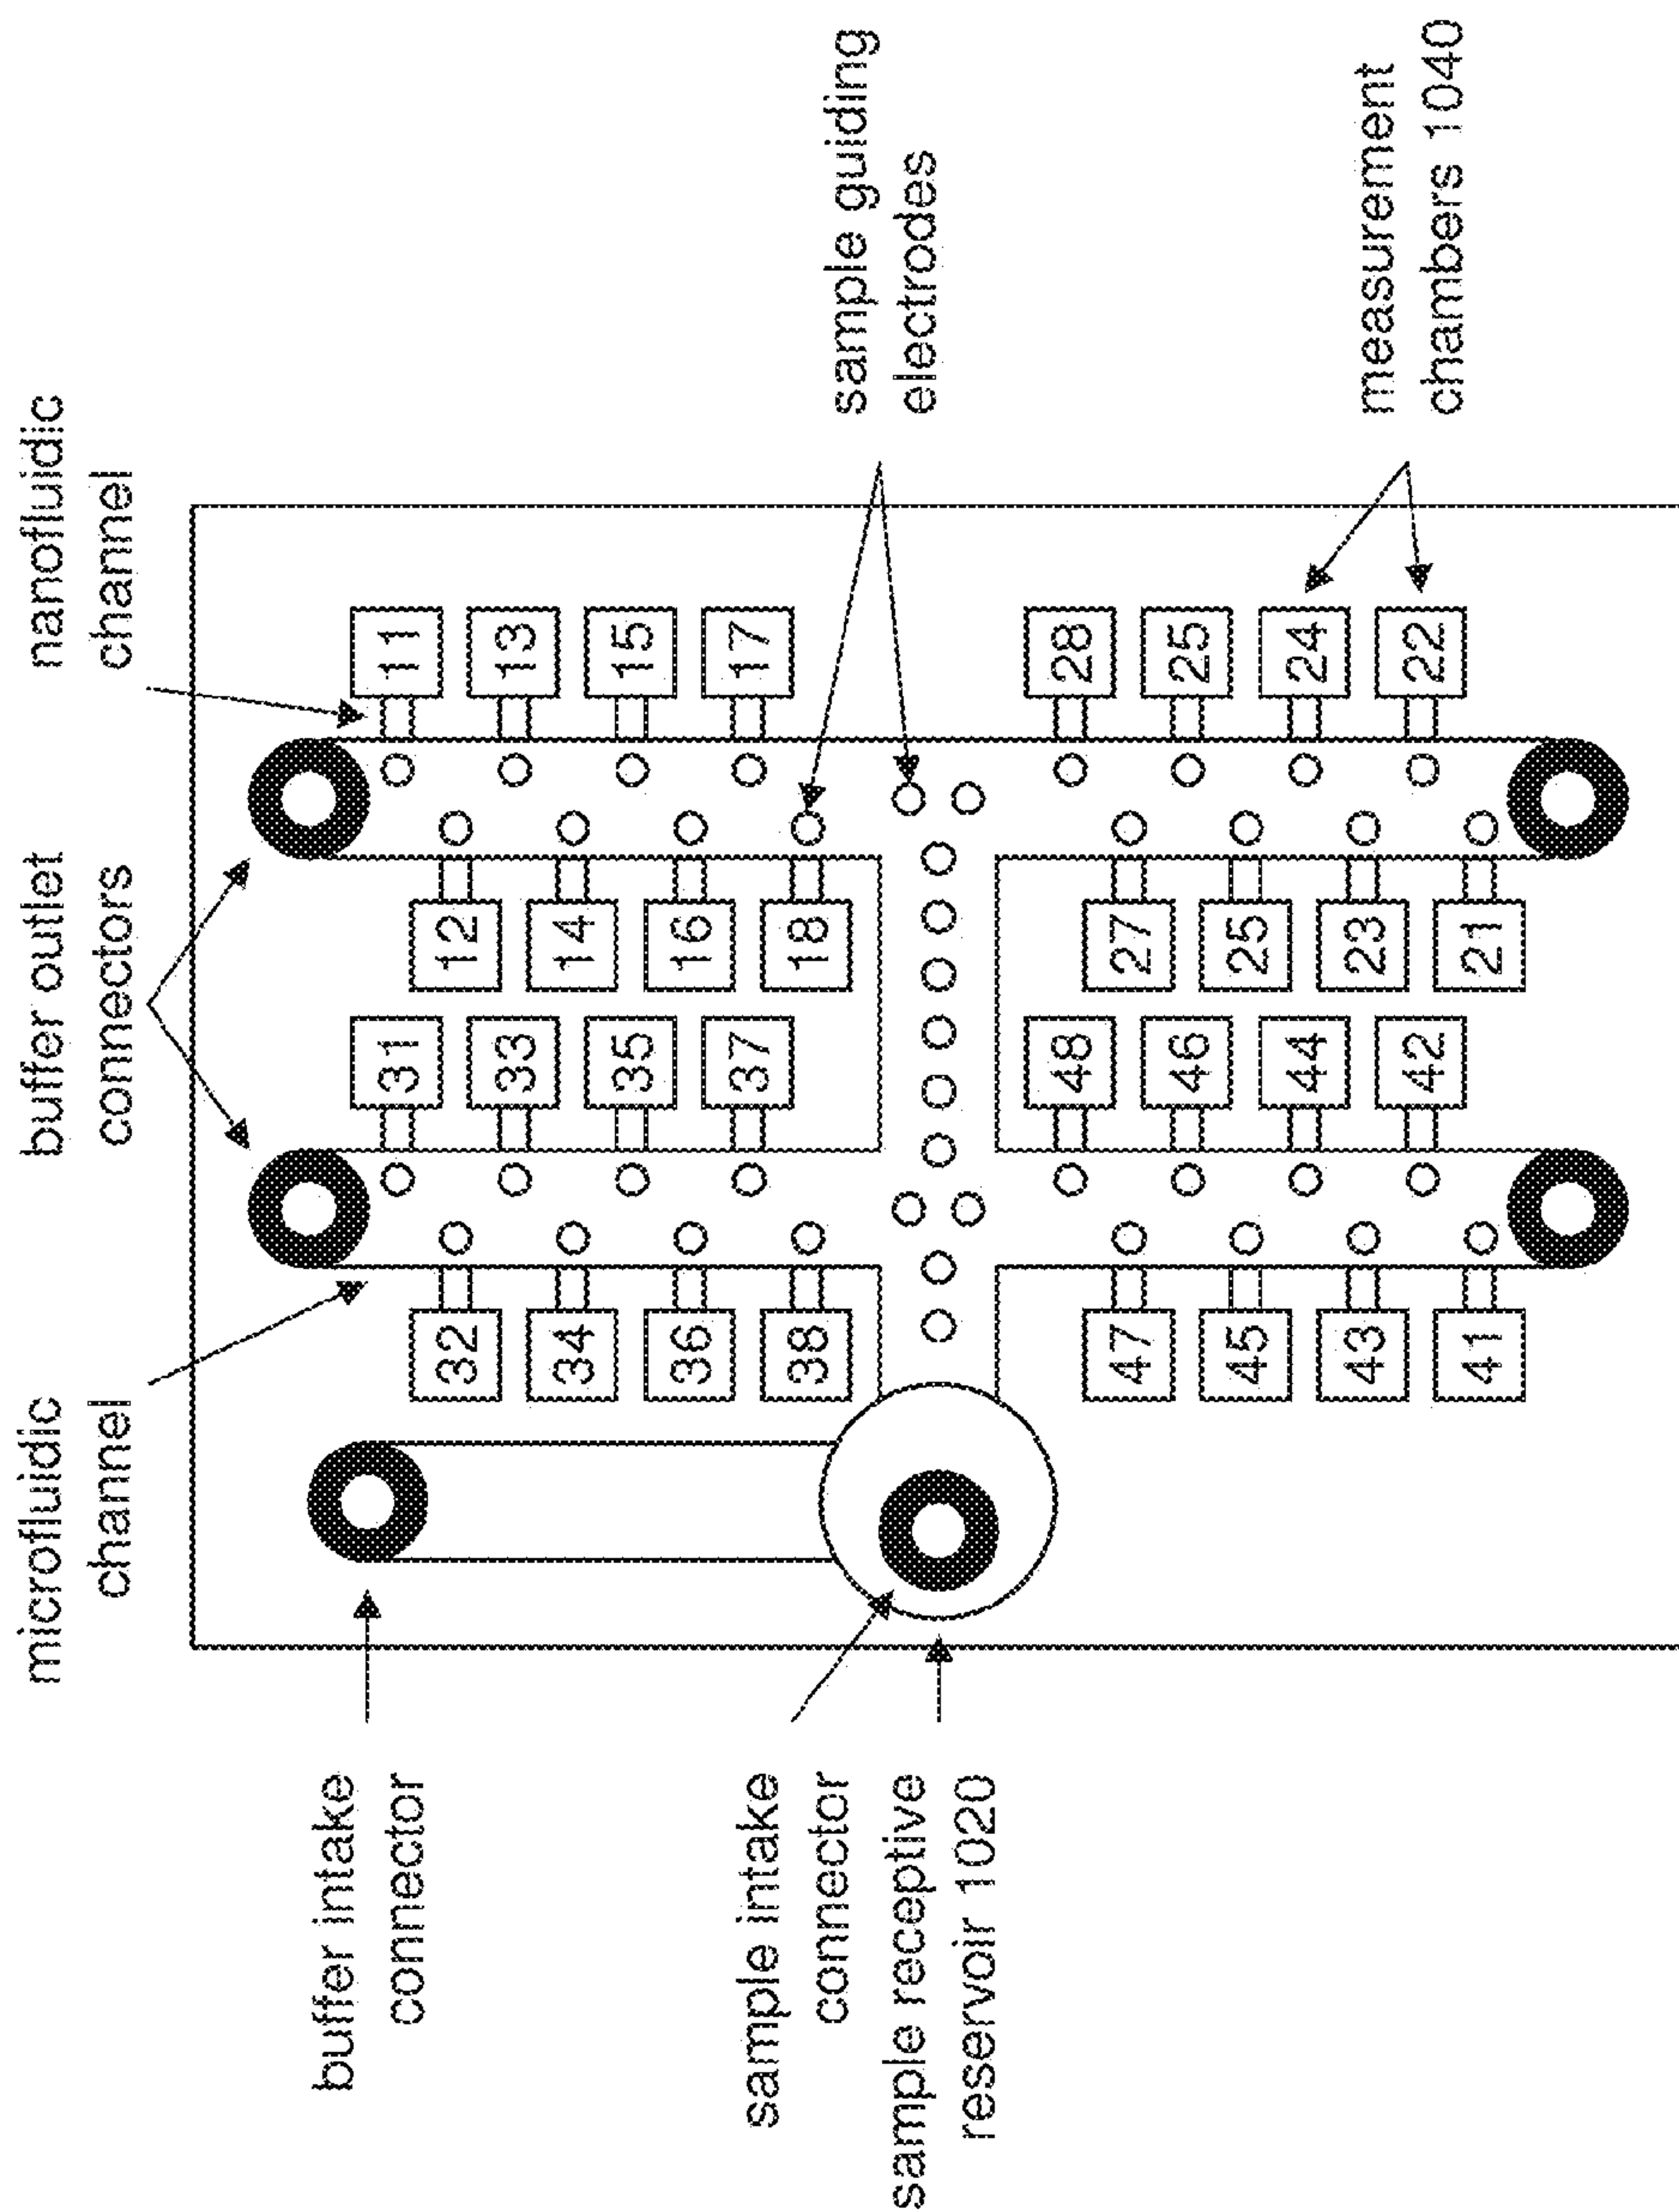 microfluidic
channel
buffer outlet
connectors
nanofluidic
channel
buffer intake
connector
31 11
32 12
33 13
34 14
35 15
36 16
37 17
38 18
sample intake
connector
sample receptive
reservoir 1020
sample guiding
electrodes
48 28
47 27
46 25
45 25
44 24
43 23
42 22
41 21
measurement
chambers 1040